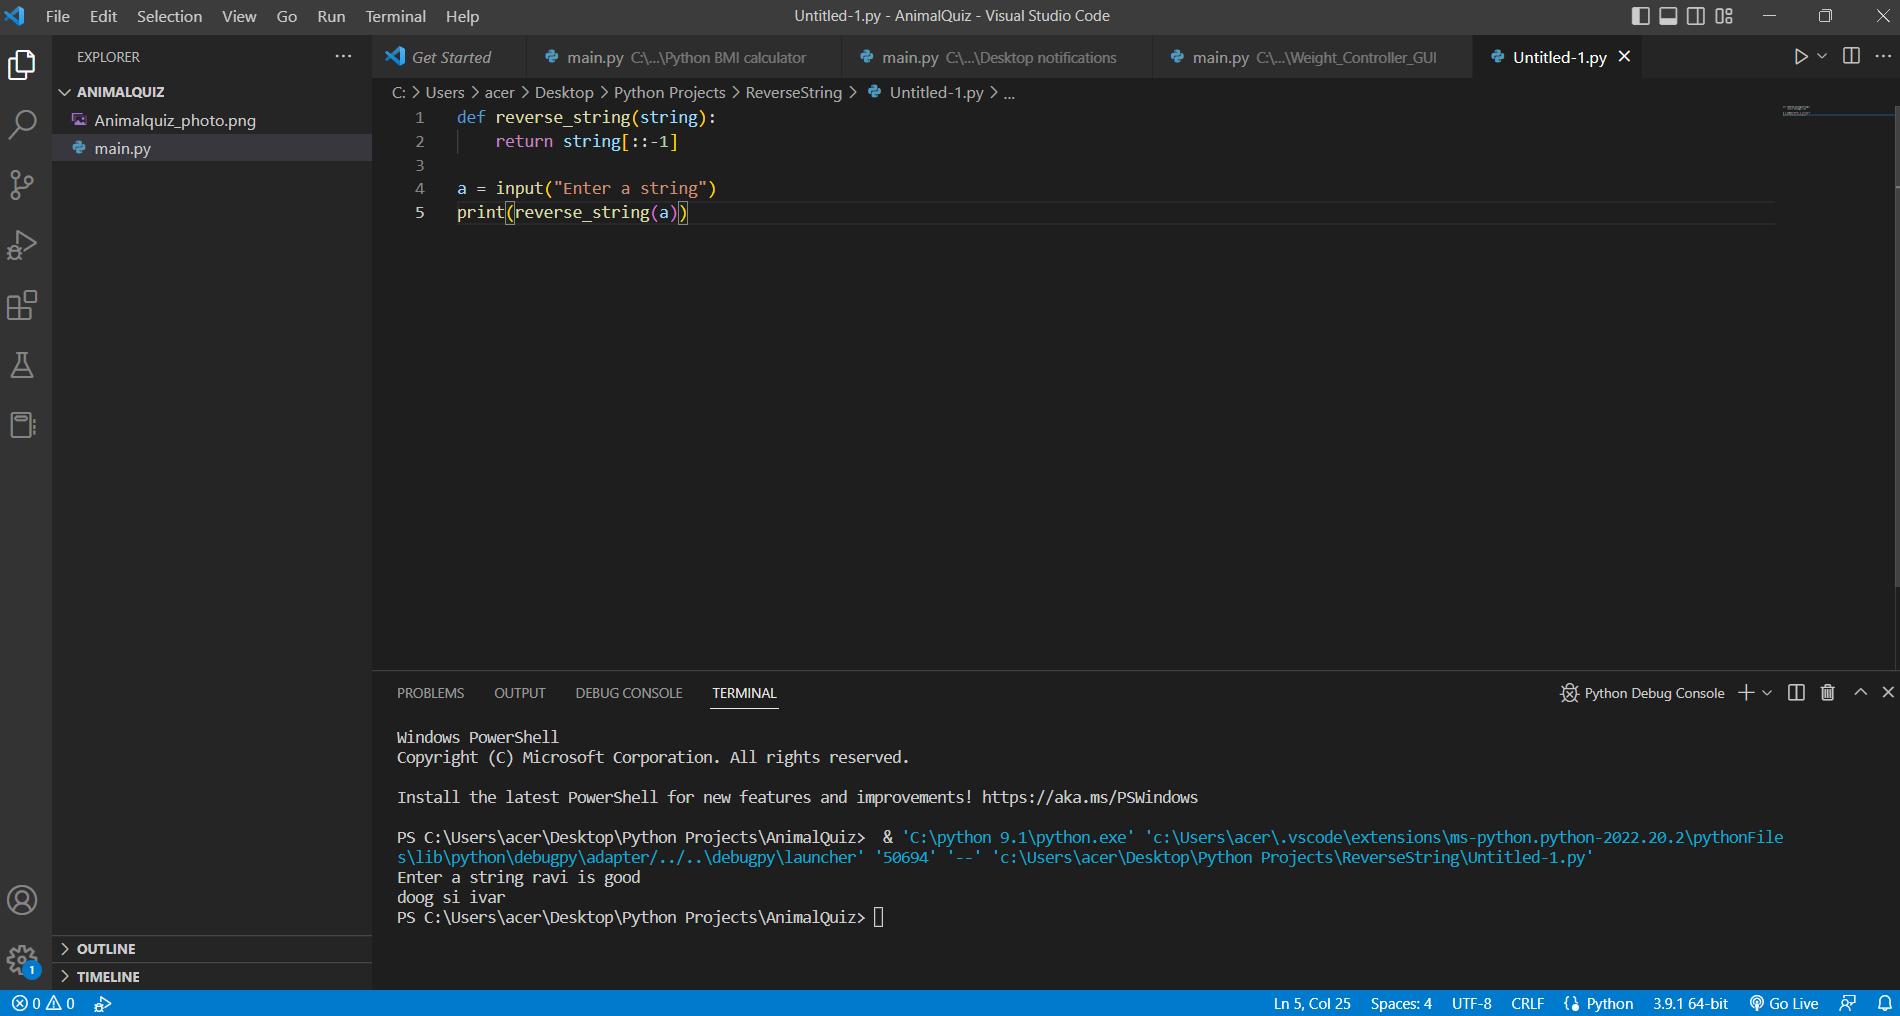 File Edit Selection View Go Run Terminal Help Untitled-1.py - AnimalQuiz - Visual Studio Code
EXPLORER
Get Started main.py C:\...\Python BMI calculator main.py C:\...\Desktop notifications main.py C:\...\Weight_Controller_GUI Untitled-1.py
ANIMALQUIZ
Animalquiz_photo.png
main.py
C: > Users > acer > Desktop > Python Projects > ReverseString > Untitled-1.py > ...
1 def reverse_string(string):
2 return string[::-1]
3
4 a = input("Enter a string")
5 print(reverse_string(a))
PROBLEMS OUTPUT DEBUG CONSOLE TERMINAL Python Debug Console
Windows PowerShell
Copyright (C) Microsoft Corporation. All rights reserved.
Install the latest PowerShell for new features and improvements! https://aka.ms/PSWindows
PS C:\Users\acer\Desktop\Python Projects\AnimalQuiz> & 'C:\python 9.1\python.exe' 'c:\Users\acer\.vscode\extensions\ms-python.python-2022.20.2\pythonFile
s\lib\python\debugpy\adapter/../..\debugpy\launcher' '50694' '--' 'c:\Users\acer\Desktop\Python Projects\ReverseString\Untitled-1.py'
Enter a string ravi is good
doog si ivar
PS C:\Users\acer\Desktop\Python Projects\AnimalQuiz>
OUTLINE
TIMELINE
1
0 0 Ln 5, Col 25 Spaces: 4 UTF-8 CRLF Python 3.9.1 64-bit Go Live